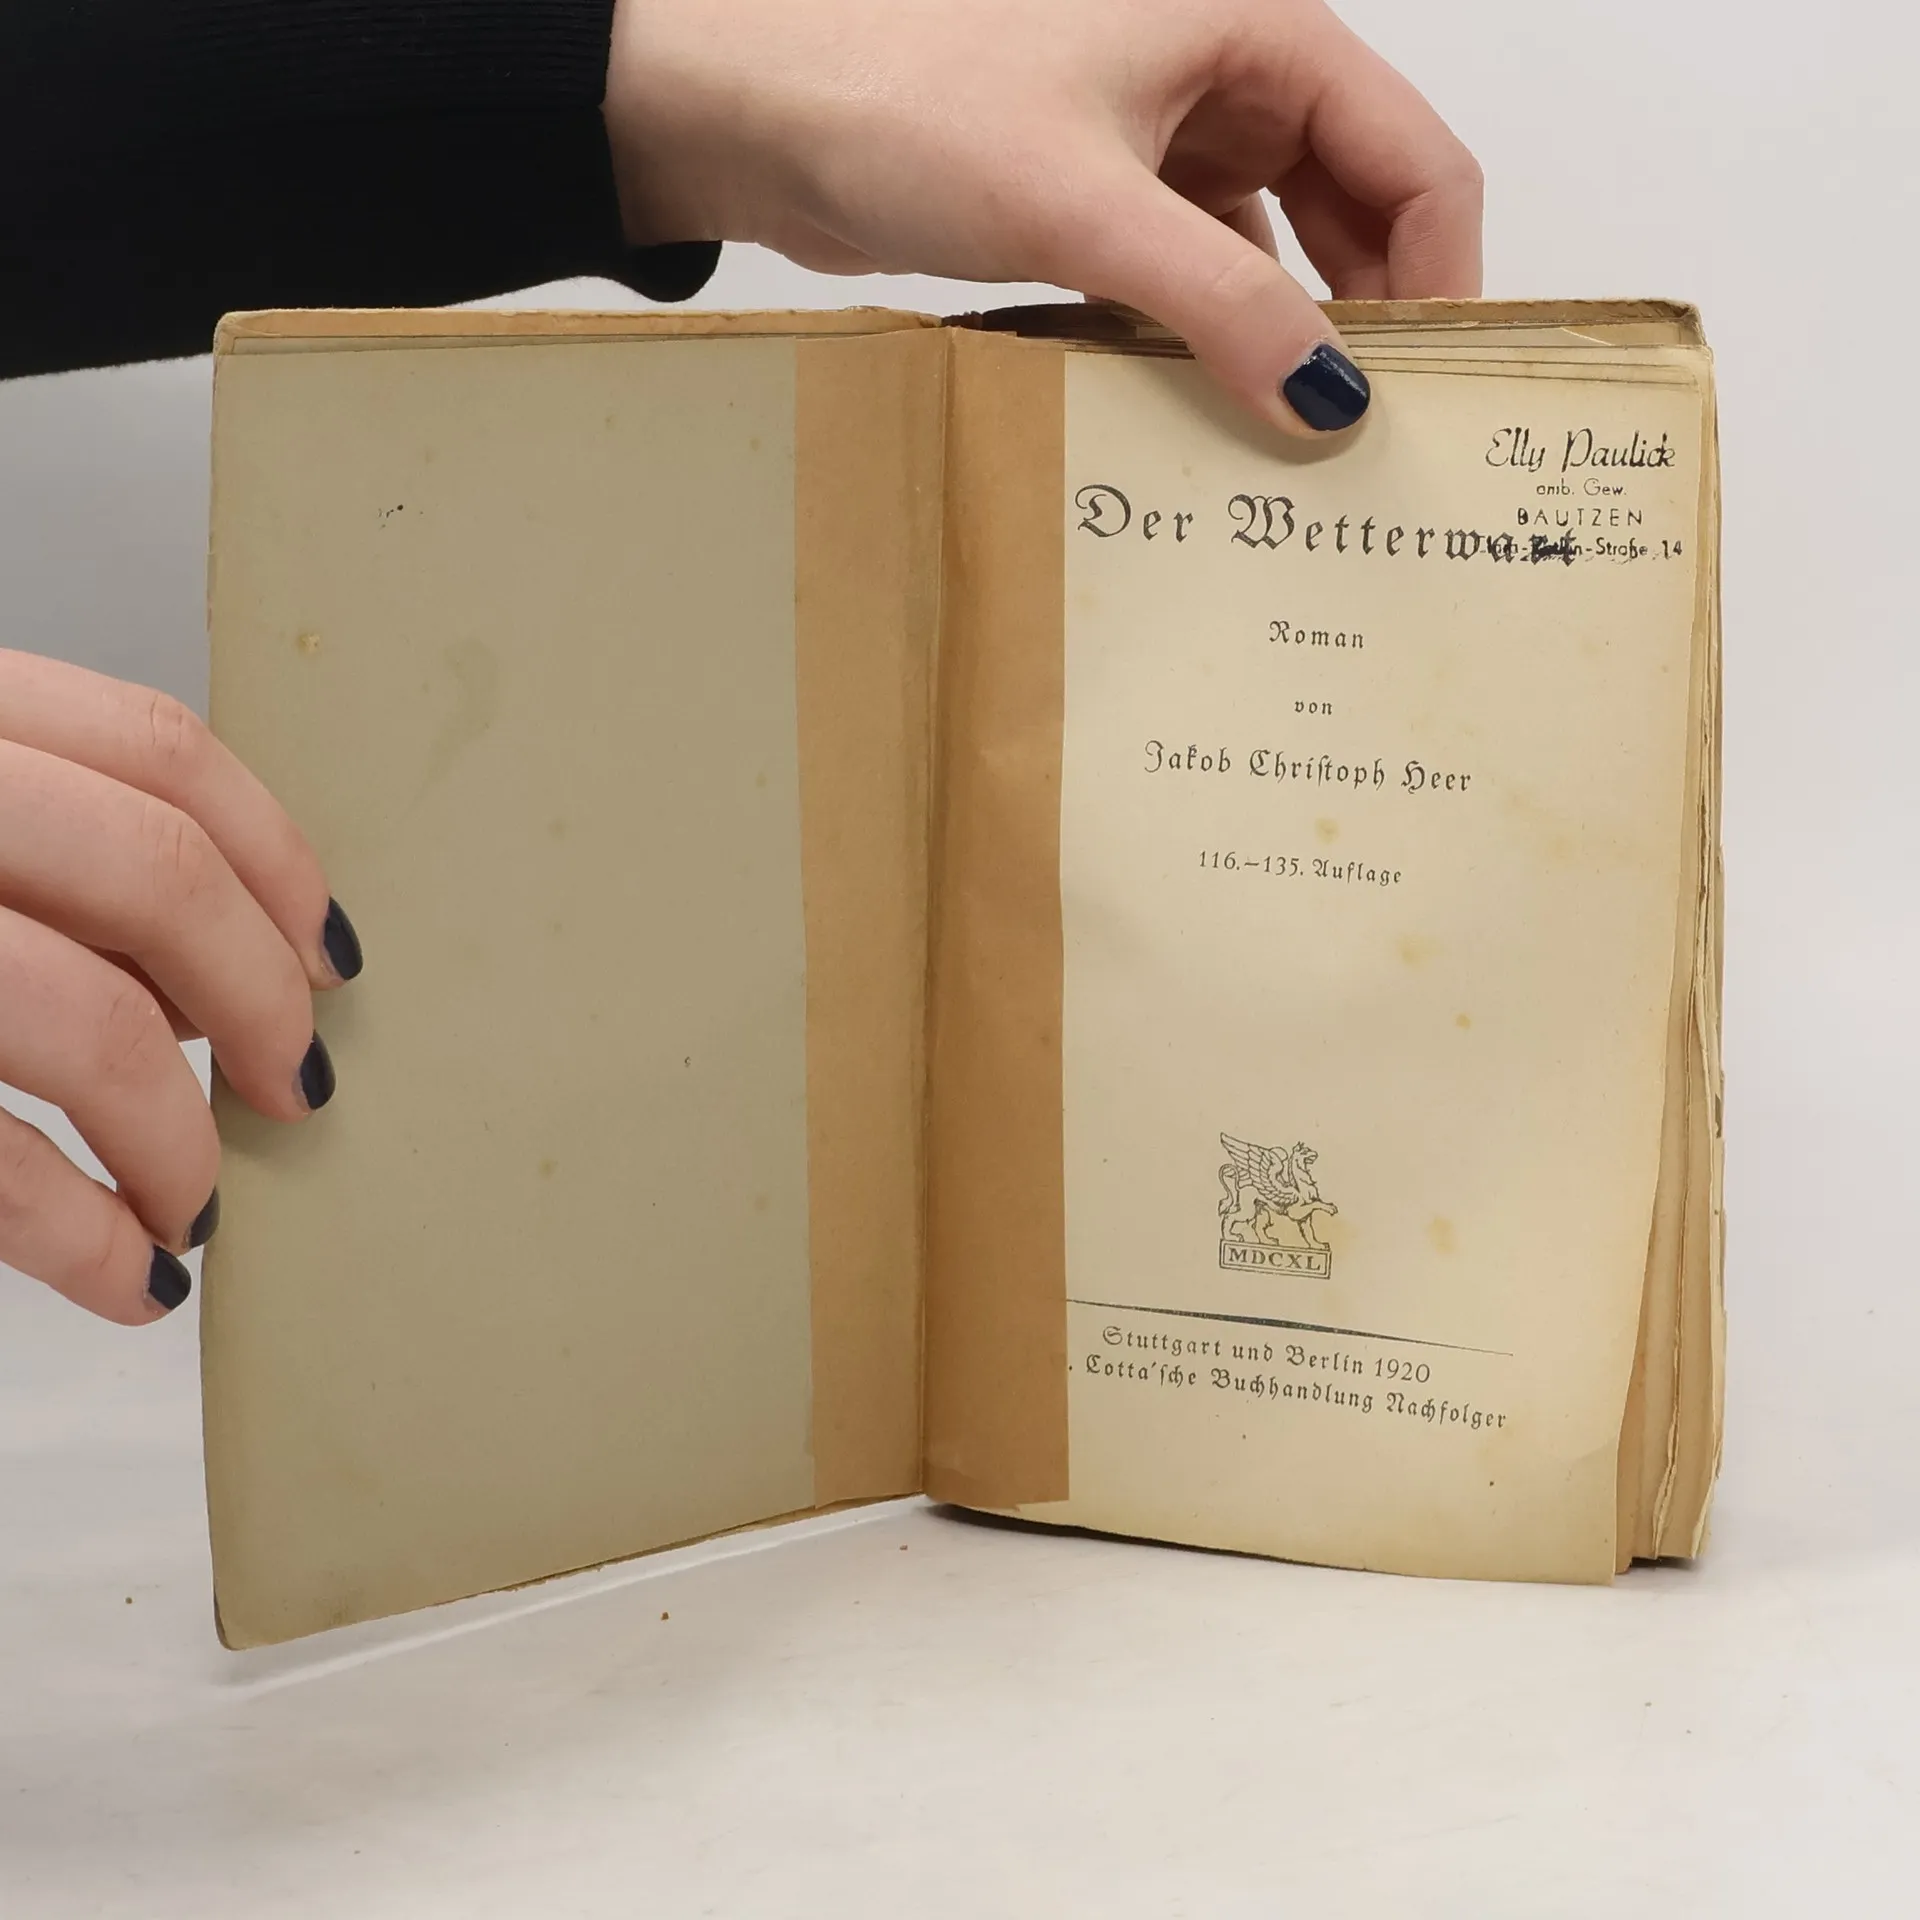 Elly Paulick
amb. Gew.
BAUTZEN
-Straße 14
Der Wetterwart
Roman
von
Jakob Chriſtoph Heer
116.–135. Auflage
MDCXL
Stuttgart und Berlin 1920
. Cotta'ſche Buchhandlung Nachfolger